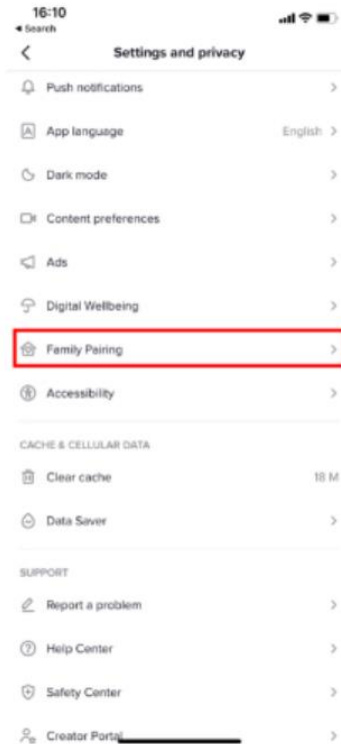 16:10
Search
Settings and privacy
Push notifications
App language English
Dark mode
Content preferences
Ads
Digital Wellbeing
Family Pairing
Accessibility
CACHE & CELLULAR DATA
Clear cache 18 M
Data Saver
SUPPORT
Report a problem
Help Center
Safety Center
Creator Portal